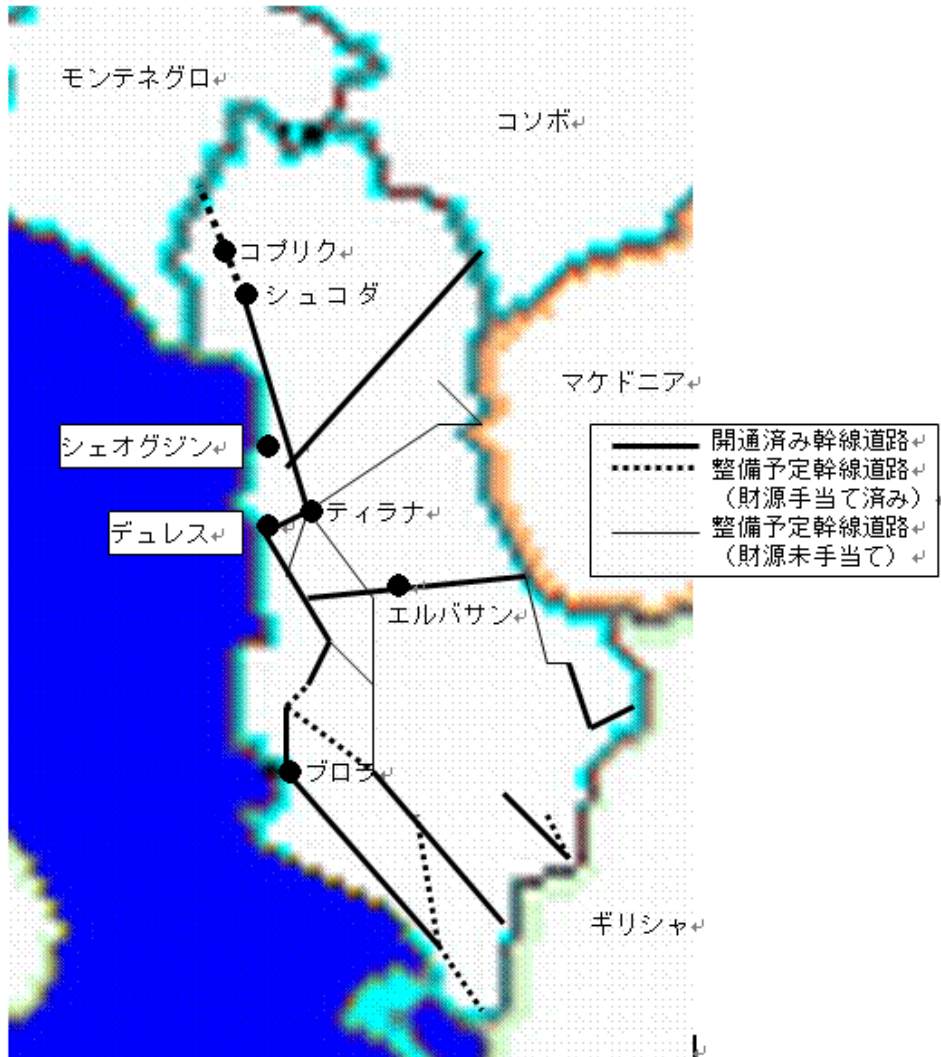 モンテネグロ
コソボ
コプリク
シュコダ
マケドニア
シェオグジン
ティラナ
デュレス
エルバサン
ブロラ
ギリシャ
開通済み幹線道路
整備予定幹線道路
（財源手当て済み）
整備予定幹線道路
（財源未手当て）